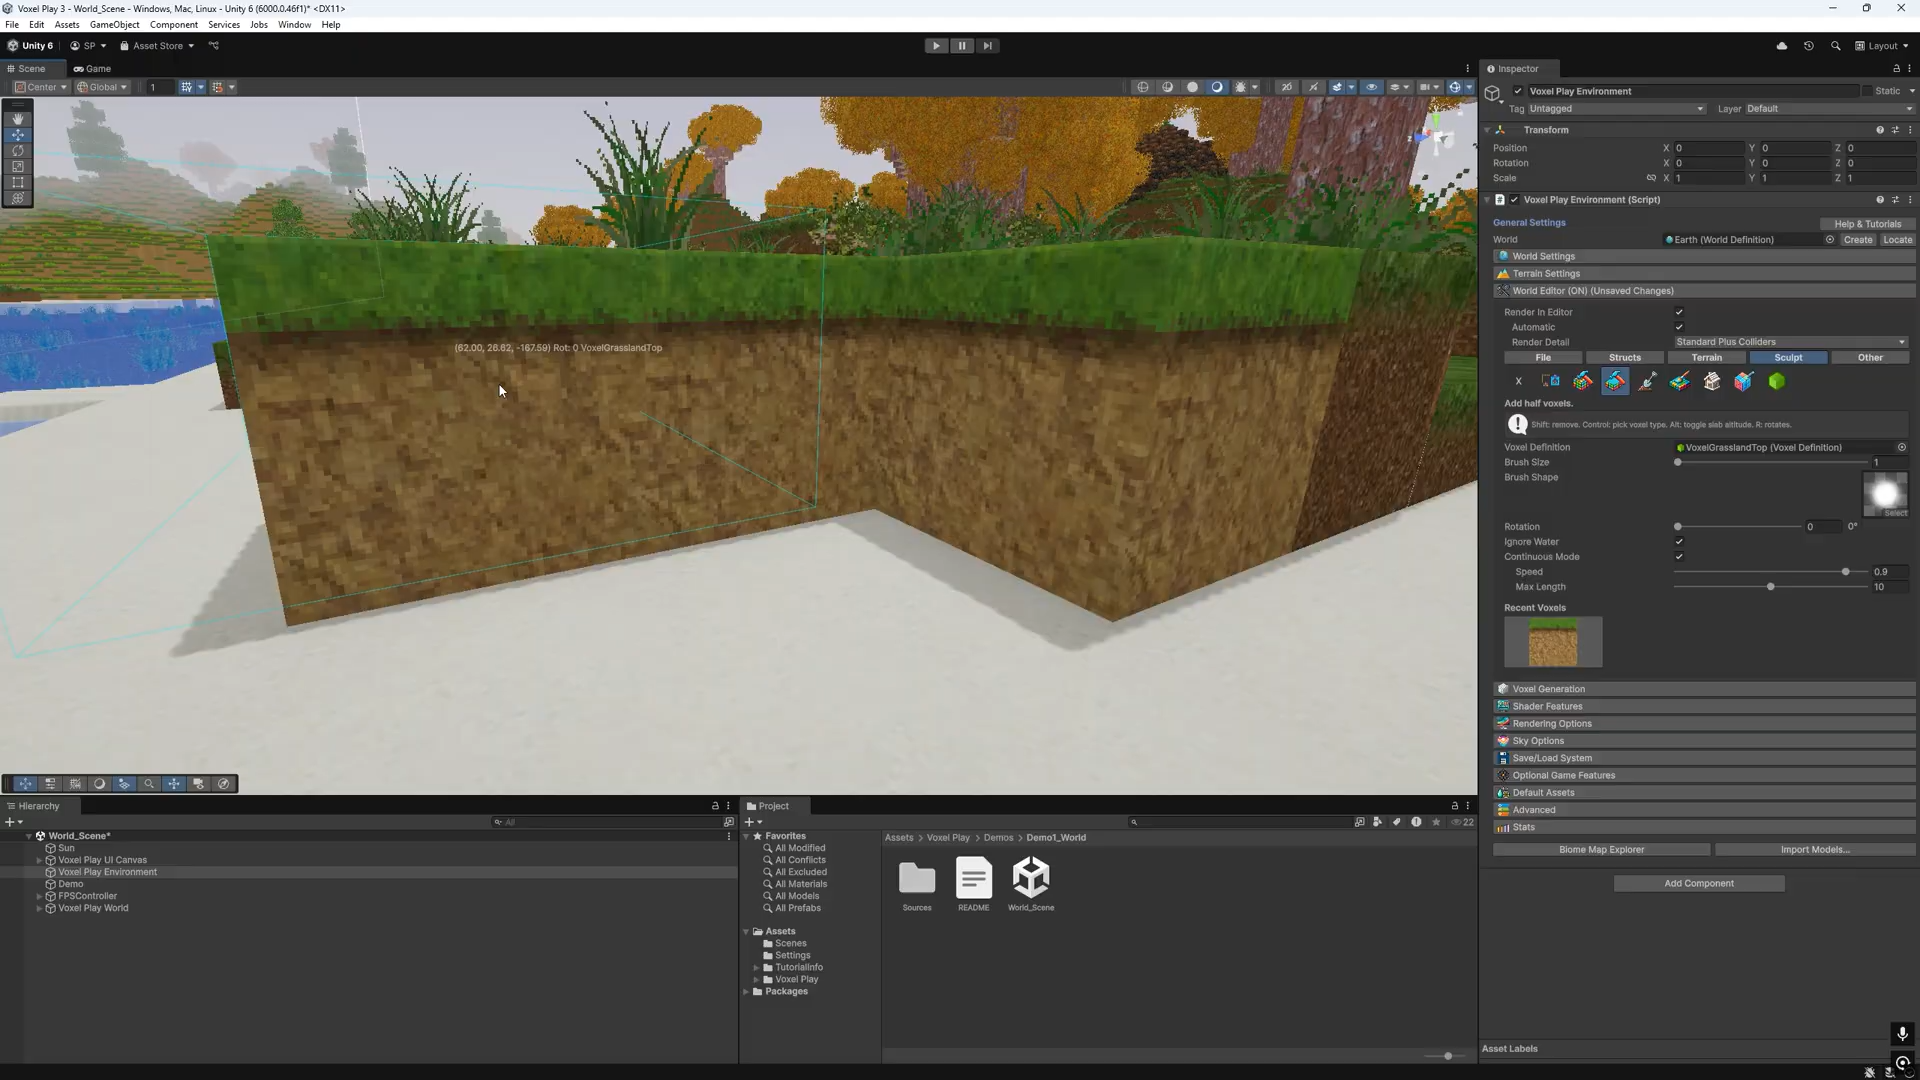 Voxel Play 3 - World_Scene - Windows, Mac, Linux - Unity 6 (6000.0.46f1)* <DX11>
File Edit Assets GameObject Component Services Jobs Window Help
Unity 6 SP Asset Store Layout
Scene Game
Center Global 1
(62.00, 26.62, -167.59) Rot: 0 VoxelGrasslandTop
Inspector
Voxel Play Environment Static
Tag Untagged Layer Default
Transform
Position X 0 Y 0 Z 0
Rotation X 0 Y 0 Z 0
Scale X 1 Y 1 Z 1
Voxel Play Environment (Script)
General Settings Help & Tutorials
World Earth (World Definition) Create Locate
World Settings
Terrain Settings
World Editor (ON) (Unsaved Changes)
Render In Editor
Automatic
Render Detail Standard Plus Colliders
File Structs Terrain Sculpt Other
X
Add half voxels.
Shift: remove. Control: pick voxel type. Alt: toggle slab altitude. R: rotates.
Voxel Definition VoxelGrasslandTop (Voxel Definition)
Brush Size 1
Brush Shape
Select
Rotation 0 0°
Ignore Water
Continuous Mode
Speed 0.9
Max Length 10
Recent Voxels
Voxel Generation
Shader Features
Rendering Options
Sky Options
Save/Load System
Optional Game Features
Default Assets
Advanced
Stats
Biome Map Explorer Import Models...
Add Component
Asset Labels
Hierarchy
All
World_Scene*
Sun
Voxel Play UI Canvas
Voxel Play Environment
Demo
FPSController
Voxel Play World
Project
22
Favorites
All Modified
All Conflicts
All Excluded
All Materials
All Models
All Prefabs
Assets
Scenes
Settings
TutorialInfo
Voxel Play
Packages
Assets > Voxel Play > Demos > Demo1_World
Sources README World_Scene